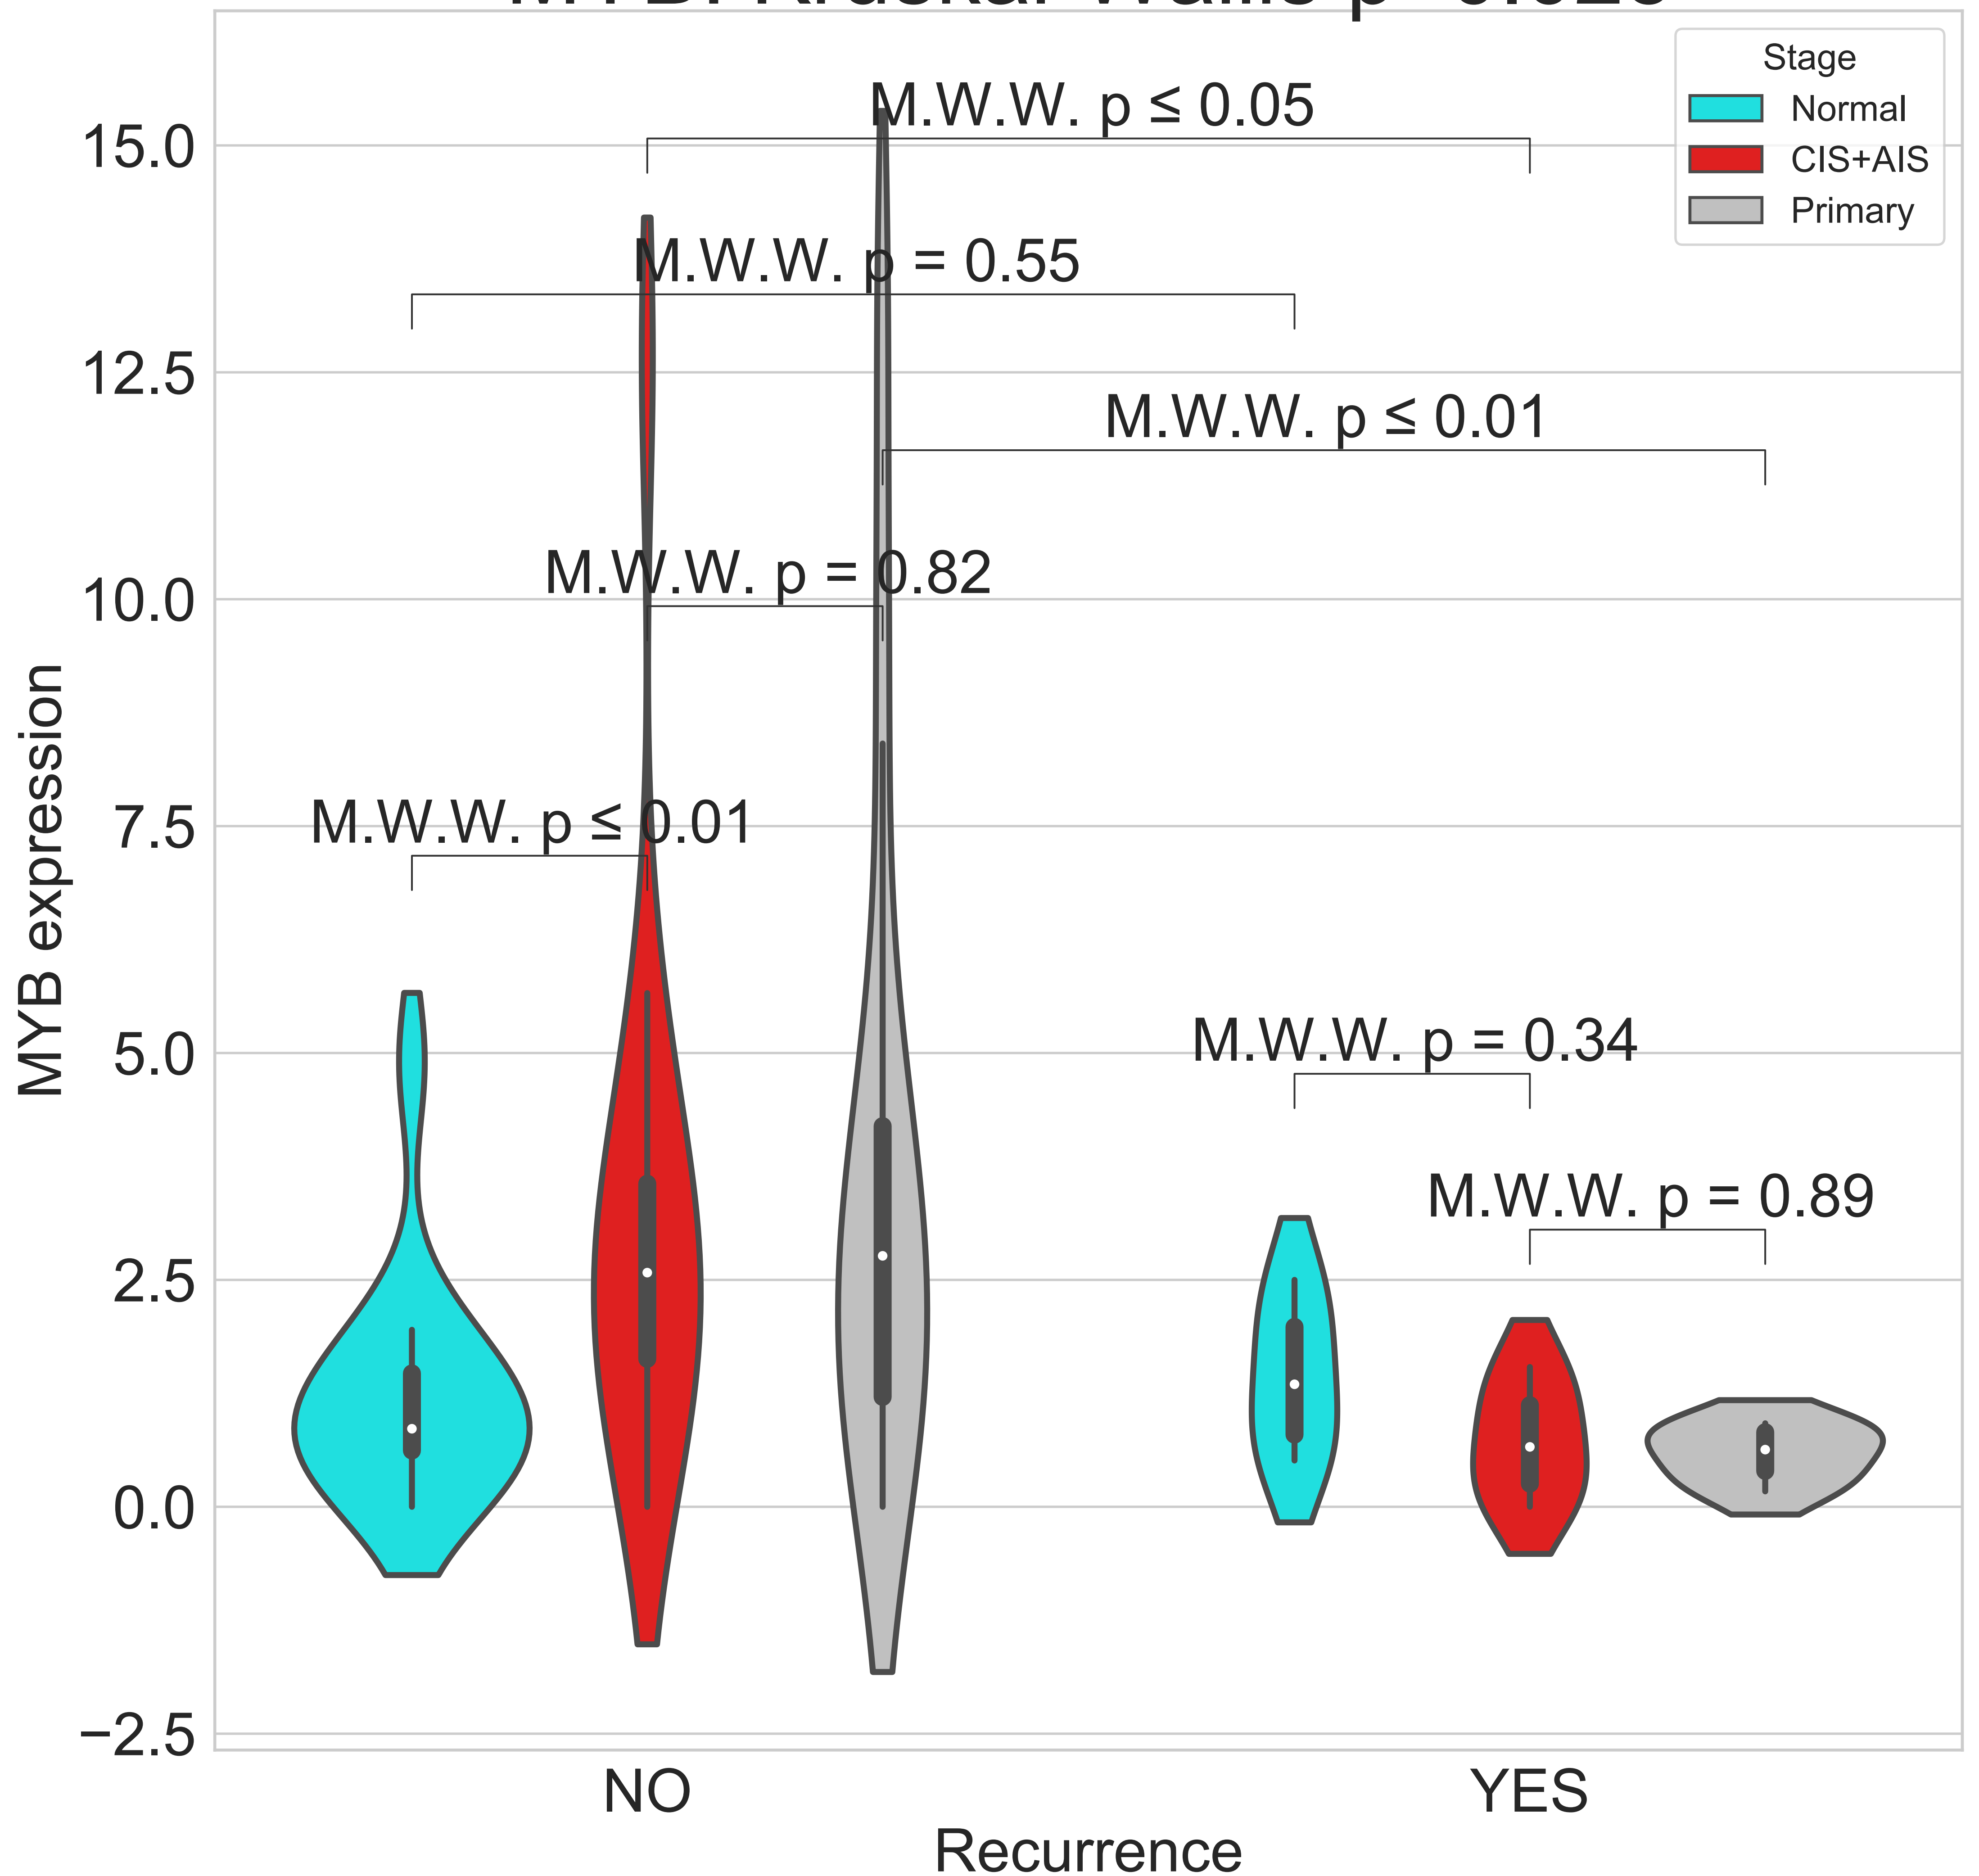 Stage
Normal
CIS+AIS
Primary
M.W.W. p ≤ 0.05
M.W.W. p = 0.55
M.W.W. p ≤ 0.01
M.W.W. p = 0.82
M.W.W. p ≤ 0.01
M.W.W. p = 0.34
M.W.W. p = 0.89
15.0
12.5
10.0
7.5
5.0
2.5
0.0
−2.5
MYB expression
NO
YES
Recurrence